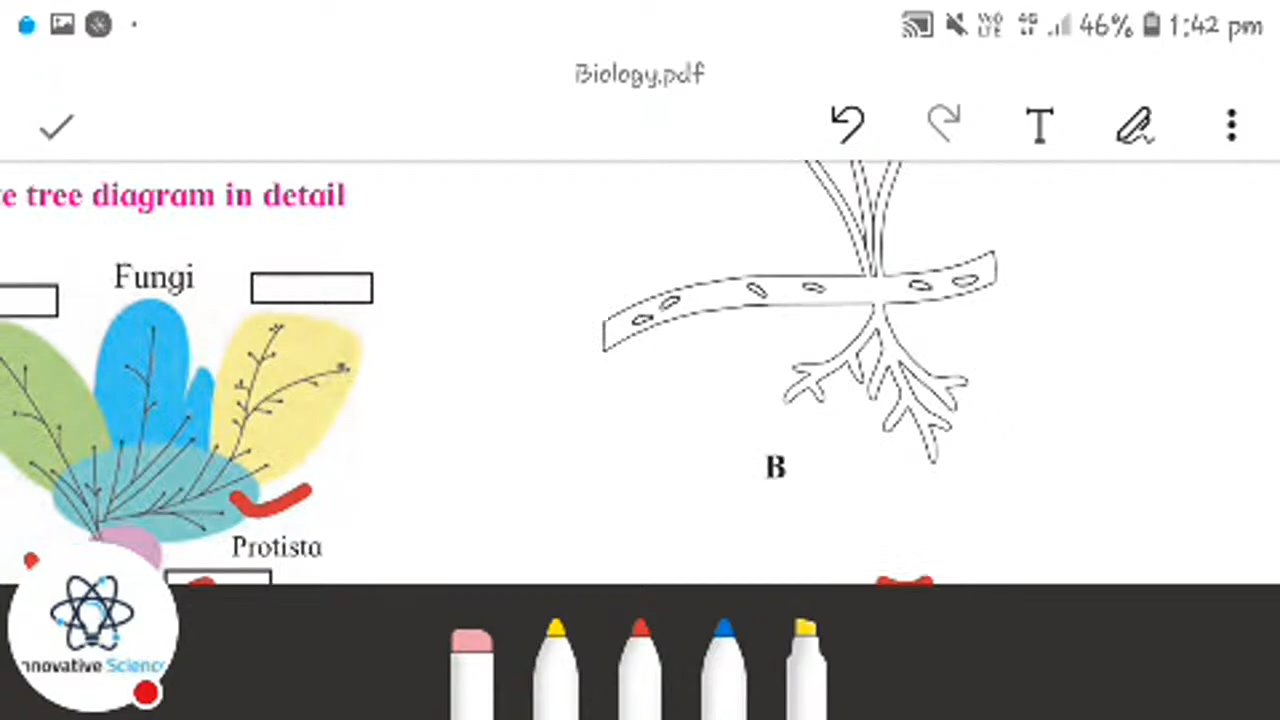 46% 1:42 pm
Biology.pdf
T
e tree diagram in detail
Fungi
B
Protista
nnovative Scienc